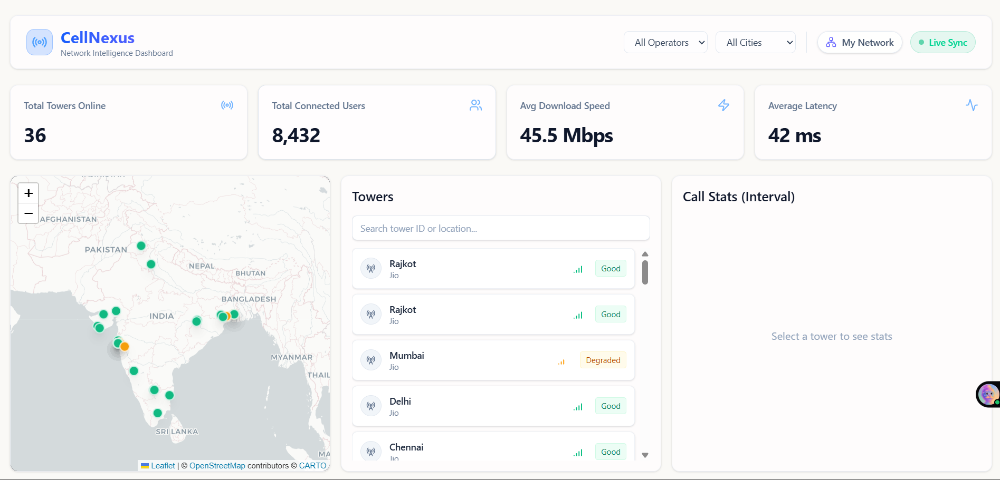 CellNexus
Network Intelligence Dashboard
All Operators
All Cities
My Network
Live Sync
Total Towers Online
36
Total Connected Users
8,432
Avg Download Speed
45.5 Mbps
Average Latency
42 ms
+
−
AFGHANISTAN
PAKISTAN
NEPAL
BHUTAN
BANGLADESH
INDIA
MYANMAR
THAIL
SRI LANKA
MA
Leaflet | © OpenStreetMap contributors © CARTO
Towers
Search tower ID or location...
Rajkot
Jio
Good
Rajkot
Jio
Good
Mumbai
Jio
Degraded
Delhi
Jio
Good
Chennai
Jio
Good
Call Stats (Interval)
Select a tower to see stats